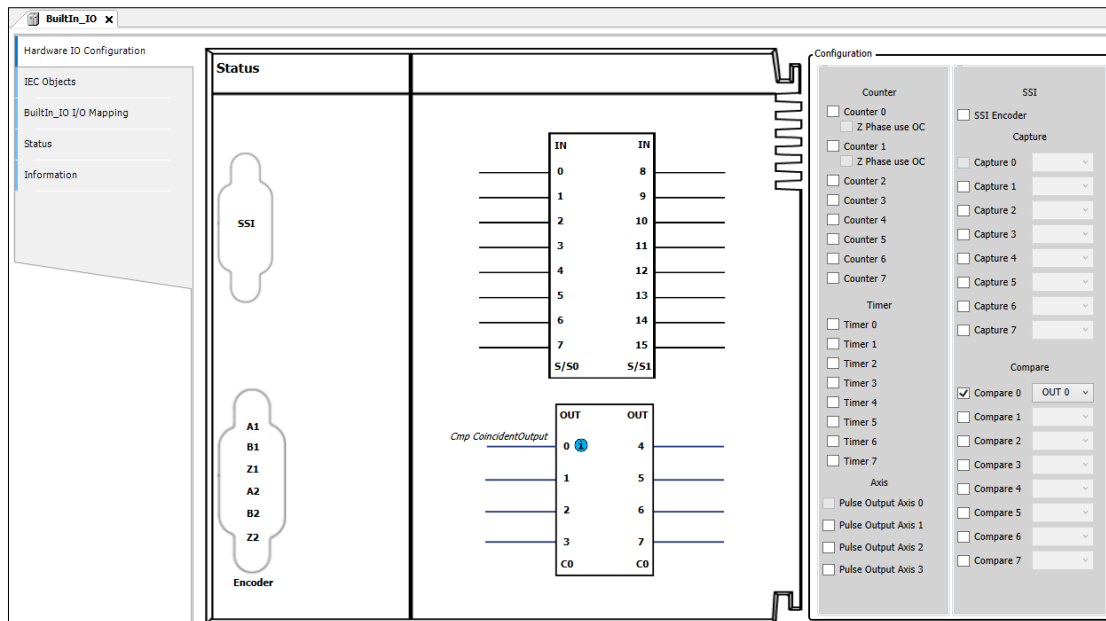 BuiltIn_IO
Hardware IO Configuration
IEC Objects
BuiltIn_IO I/O Mapping
Status
Information
Status
SSI
A1
B1
Z1
A2
B2
Z2
Encoder
IN IN
0 8
1 9
2 10
3 11
4 12
5 13
6 14
7 15
S/S0 S/S1
OUT OUT
Cmp CoincidentOutput 0 i 4
1 5
2 6
3 7
C0 C0
Configuration
Counter
Counter 0
Z Phase use OC
Counter 1
Z Phase use OC
Counter 2
Counter 3
Counter 4
Counter 5
Counter 6
Counter 7
Timer
Timer 0
Timer 1
Timer 2
Timer 3
Timer 4
Timer 5
Timer 6
Timer 7
Axis
Pulse Output Axis 0
Pulse Output Axis 1
Pulse Output Axis 2
Pulse Output Axis 3
SSI
SSI Encoder
Capture
Capture 0
Capture 1
Capture 2
Capture 3
Capture 4
Capture 5
Capture 6
Capture 7
Compare
Compare 0 OUT 0
Compare 1
Compare 2
Compare 3
Compare 4
Compare 5
Compare 6
Compare 7